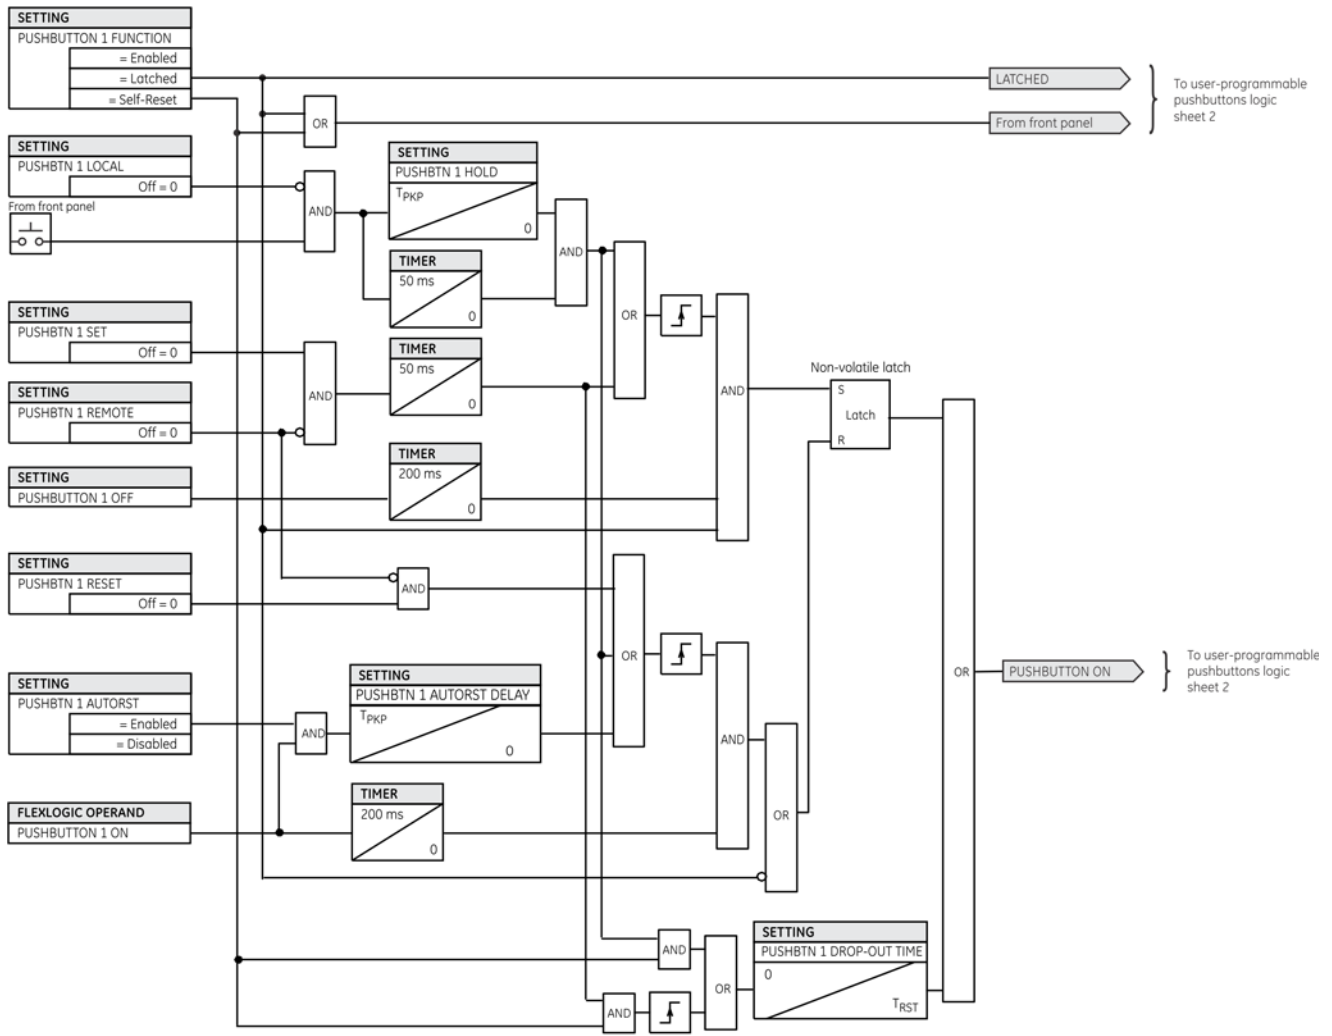 SETTING
PUSHBUTTON 1 FUNCTION
= Enabled
= Latched
= Self-Reset
LATCHED
To user-programmable
pushbuttons logic
sheet 2
OR
From front panel
SETTING
PUSHBTN 1 LOCAL
Off = 0
From front panel
AND
SETTING
PUSHBTN 1 HOLD
TPKP
0
AND
TIMER
50 ms
0
SETTING
PUSHBTN 1 SET
Off = 0
OR
TIMER
50 ms
0
SETTING
PUSHBTN 1 REMOTE
Off = 0
AND
AND
Non-volatile latch
S
Latch
R
TIMER
200 ms
0
SETTING
PUSHBUTTON 1 OFF
SETTING
PUSHBTN 1 RESET
Off = 0
AND
OR
SETTING
PUSHBTN 1 AUTORST
= Enabled
= Disabled
AND
SETTING
PUSHBTN 1 AUTORST DELAY
TPKP
0
AND
OR
PUSHBUTTON ON
To user-programmable
pushbuttons logic
sheet 2
TIMER
200 ms
0
FLEXLOGIC OPERAND
PUSHBUTTON 1 ON
OR
AND
OR
SETTING
PUSHBTN 1 DROP-OUT TIME
0
TRST
AND